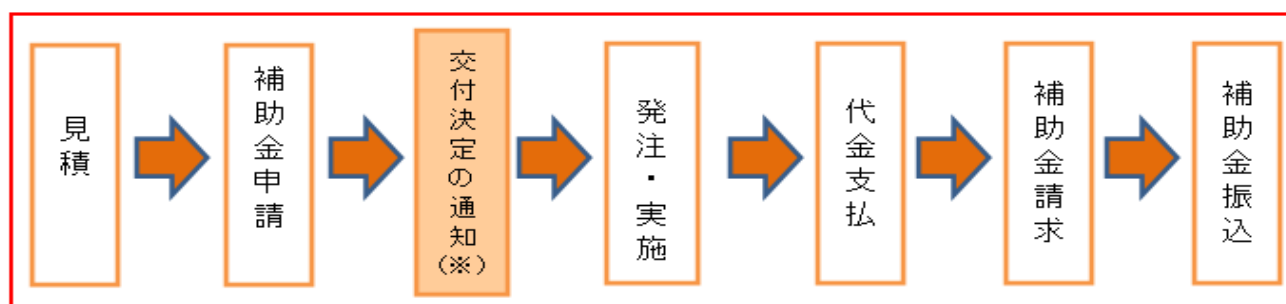 見積
補助金申請
交付決定の通知
(※)
発注・実施
代金支払
補助金請求
補助金振込